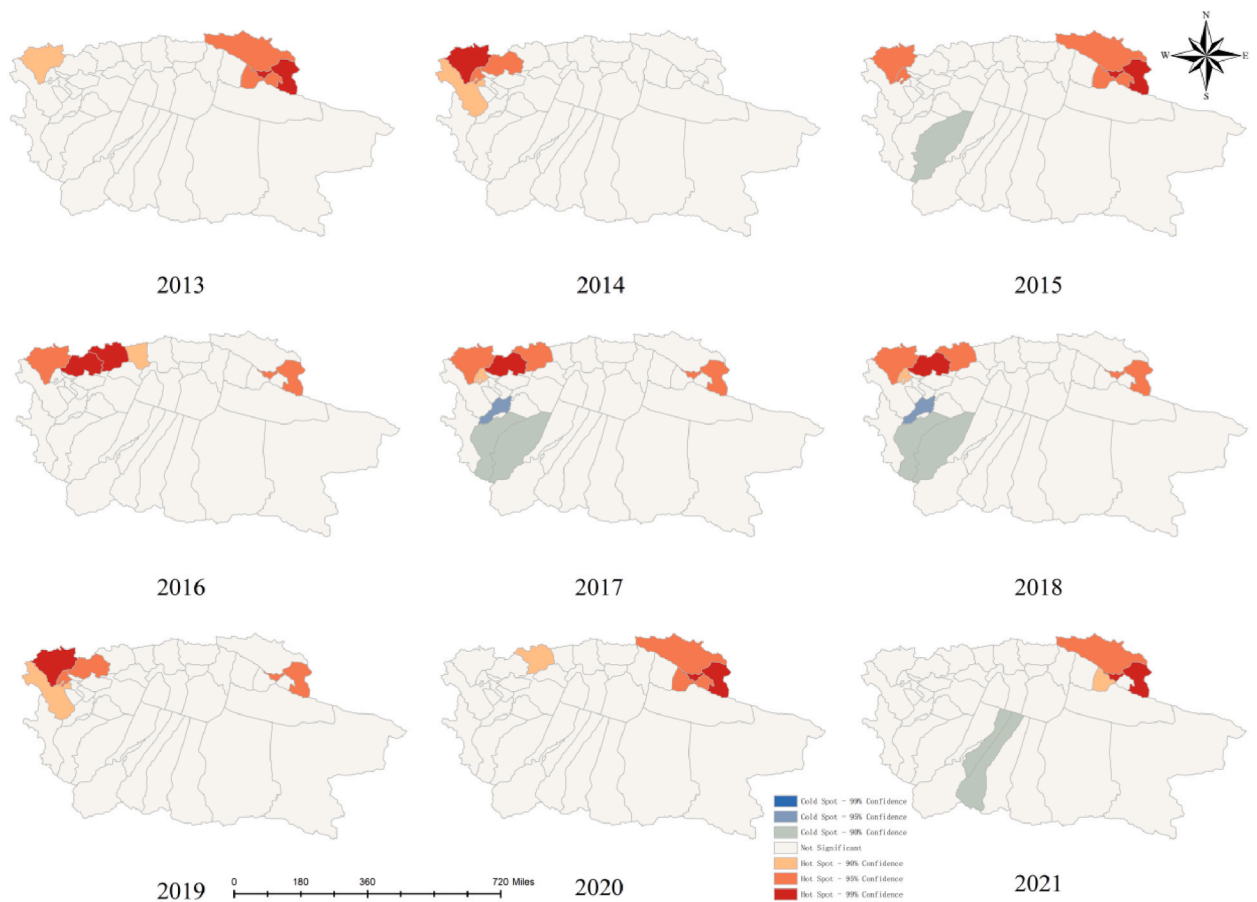 N
W E
S
2013 2014 2015
2016 2017 2018
Cold Spot - 99% Confidence
Cold Spot - 95% Confidence
Cold Spot - 90% Confidence
Not Significant
Hot Spot - 90% Confidence
Hot Spot - 95% Confidence
Hot Spot - 99% Confidence
0 180 360 720 Miles
2019 2020 2021